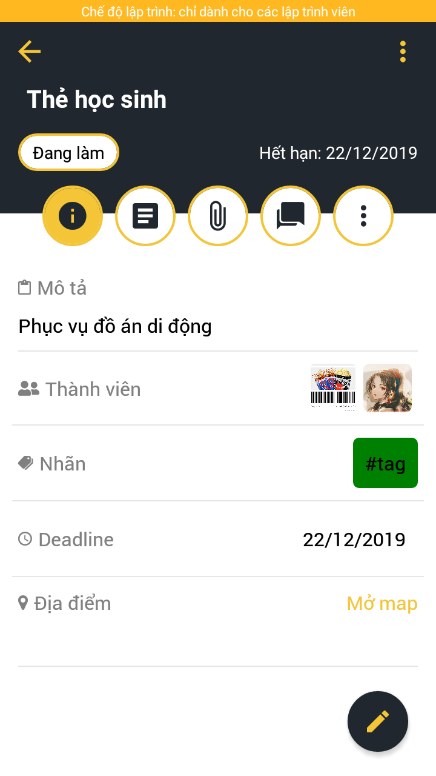 Chế độ lập trình: chỉ dành cho các lập trình viên
Thẻ học sinh
Đang làm
Hết hạn: 22/12/2019
Mô tả
Phục vụ đồ án di động
Thành viên
Nhãn
#tag
Deadline
22/12/2019
Địa điểm
Mở map